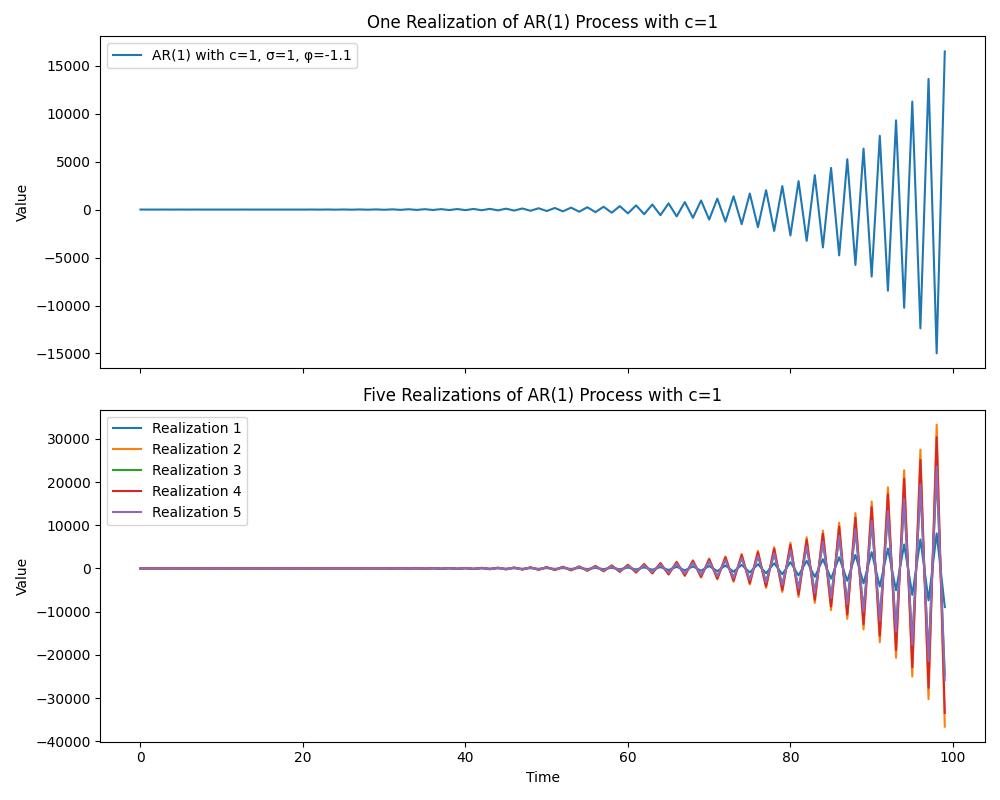 One Realization of AR(1) Process with c=1
AR(1) with c=1, σ=1, φ=-1.1
Value
15000
10000
5000
0
−5000
−10000
−15000
Five Realizations of AR(1) Process with c=1
Realization 1
Realization 2
Realization 3
Realization 4
Realization 5
Value
30000
20000
10000
0
−10000
−20000
−30000
−40000
0 20 40 60 80 100
Time